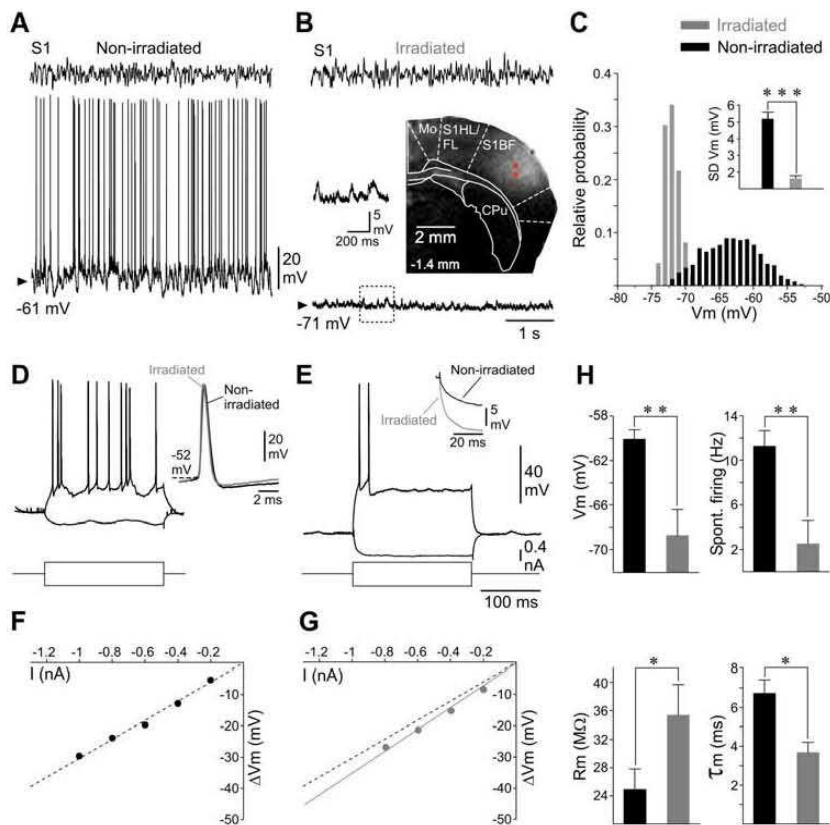 A
S1
Non-irradiated
20
mV
-61 mV
B
S1
Irradiated
Mo
S1HL/
FL
S1BF
CPu
2 mm
-1.4 mm
5
mV
200 ms
-71 mV
1 s
C
Irradiated
Non-irradiated
Relative probability
0.4
0.3
0.2
0.1
* * *
SD Vm (mV)
6
5
4
3
2
-80 -75 -70 -65 -60 -55 -50
Vm (mV)
D
Irradiated
Non-
irradiated
-52
mV
20
mV
2 ms
E
Non-irradiated
Irradiated
5
mV
20 ms
40
mV
0.4
nA
100 ms
H
* *
Vm (mV)
-58
-62
-66
-70
* *
Spont. firing (Hz)
14
10
6
2
F
-1 -0.8 -0.6 -0.4 -0.2
I (nA)
-10
-20
-30
-40
-50
ΔVm (mV)
G
-1.2 -1 -0.8 -0.6 -0.4 -0.2
I (nA)
-10
-20
-30
-40
-50
ΔVm (mV)
*
Rm (MΩ)
40
36
32
28
24
*
τm (ms)
8
6
4
2